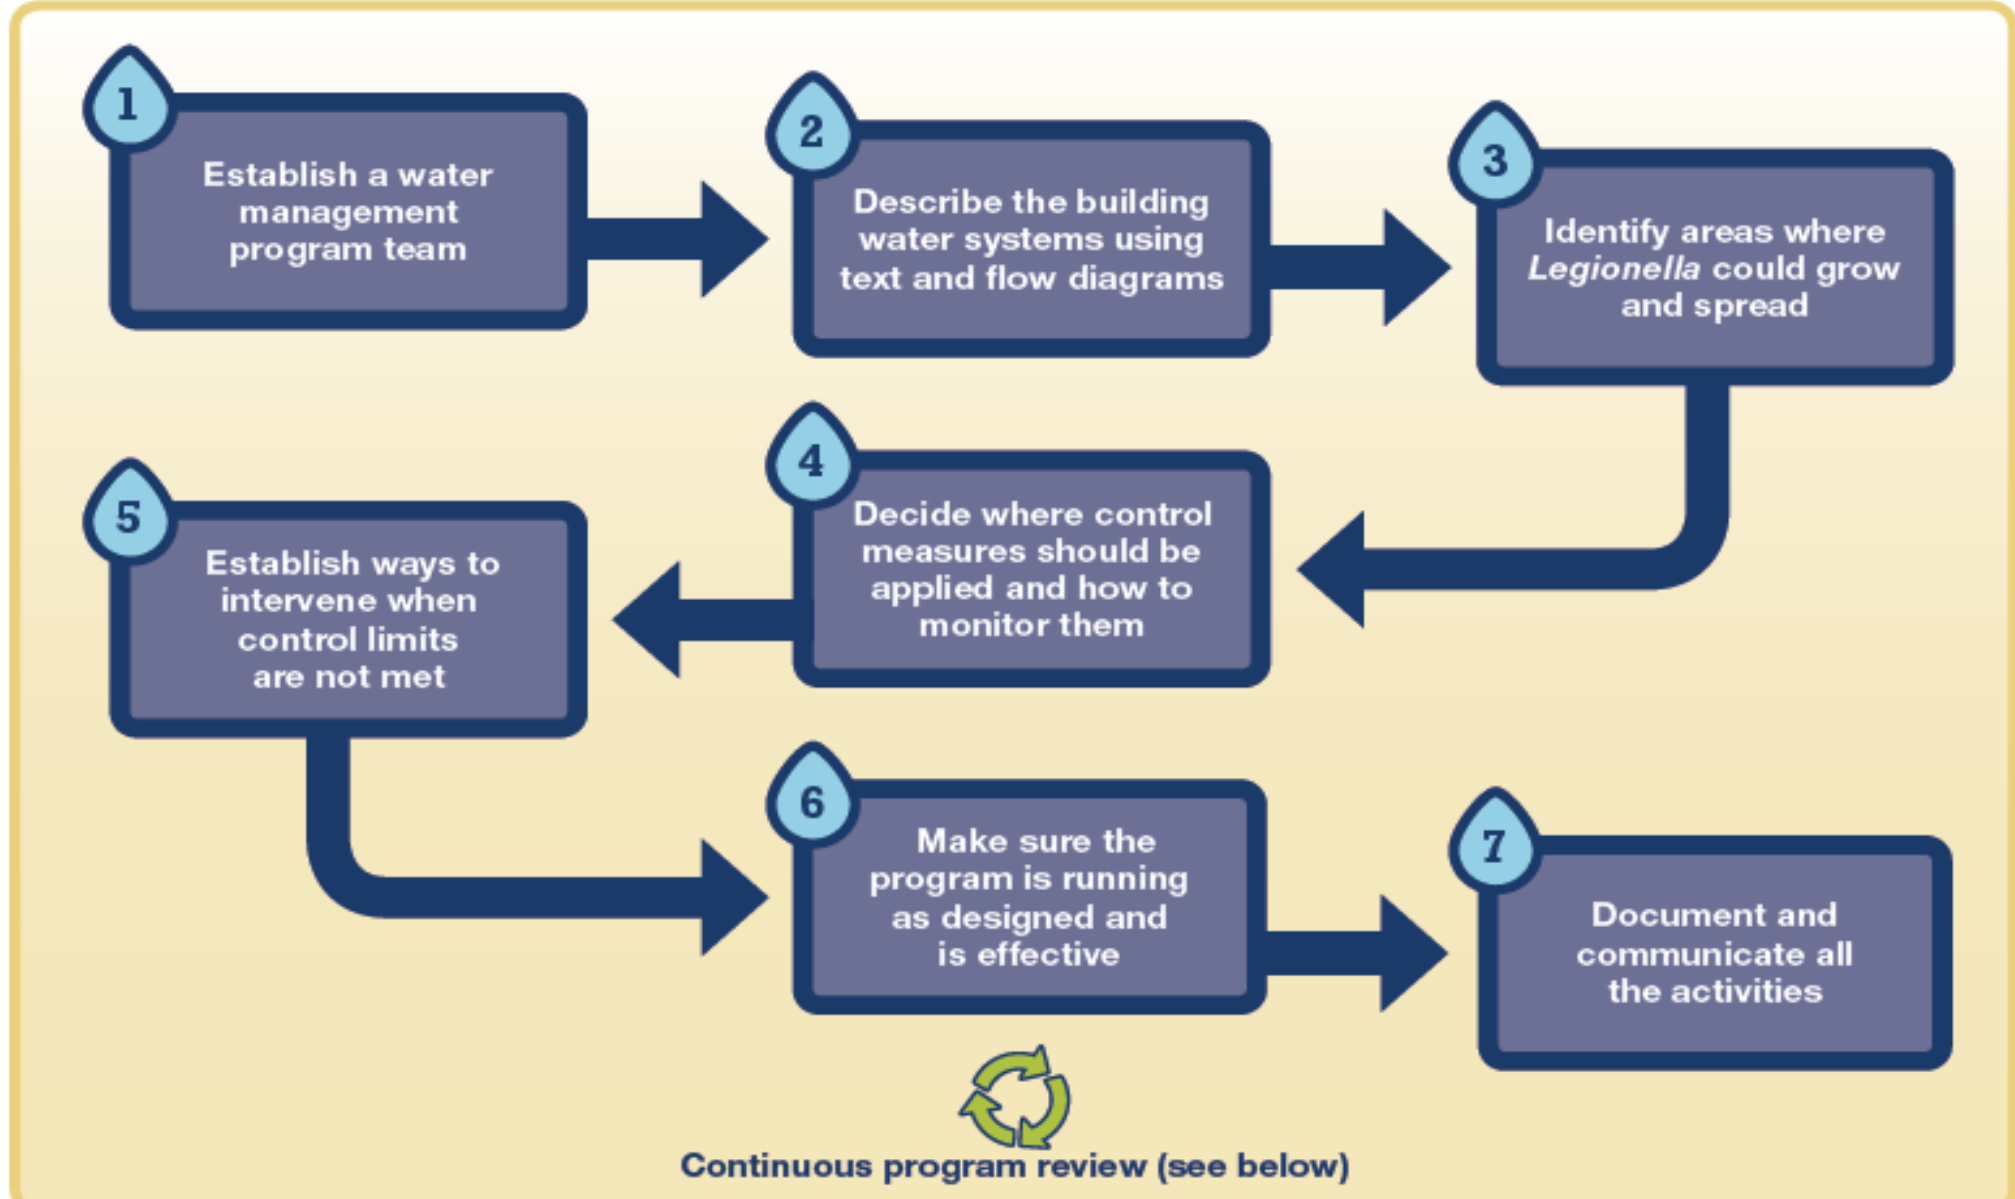 1
Establish a water
management
program team
2
Describe the building
water systems using
text and flow diagrams
3
Identify areas where
Legionella could grow
and spread
4
Decide where control
measures should be
applied and how to
monitor them
5
Establish ways to
intervene when
control limits
are not met
6
Make sure the
program is running
as designed and
is effective
7
Document and
communicate all
the activities
Continuous program review (see below)